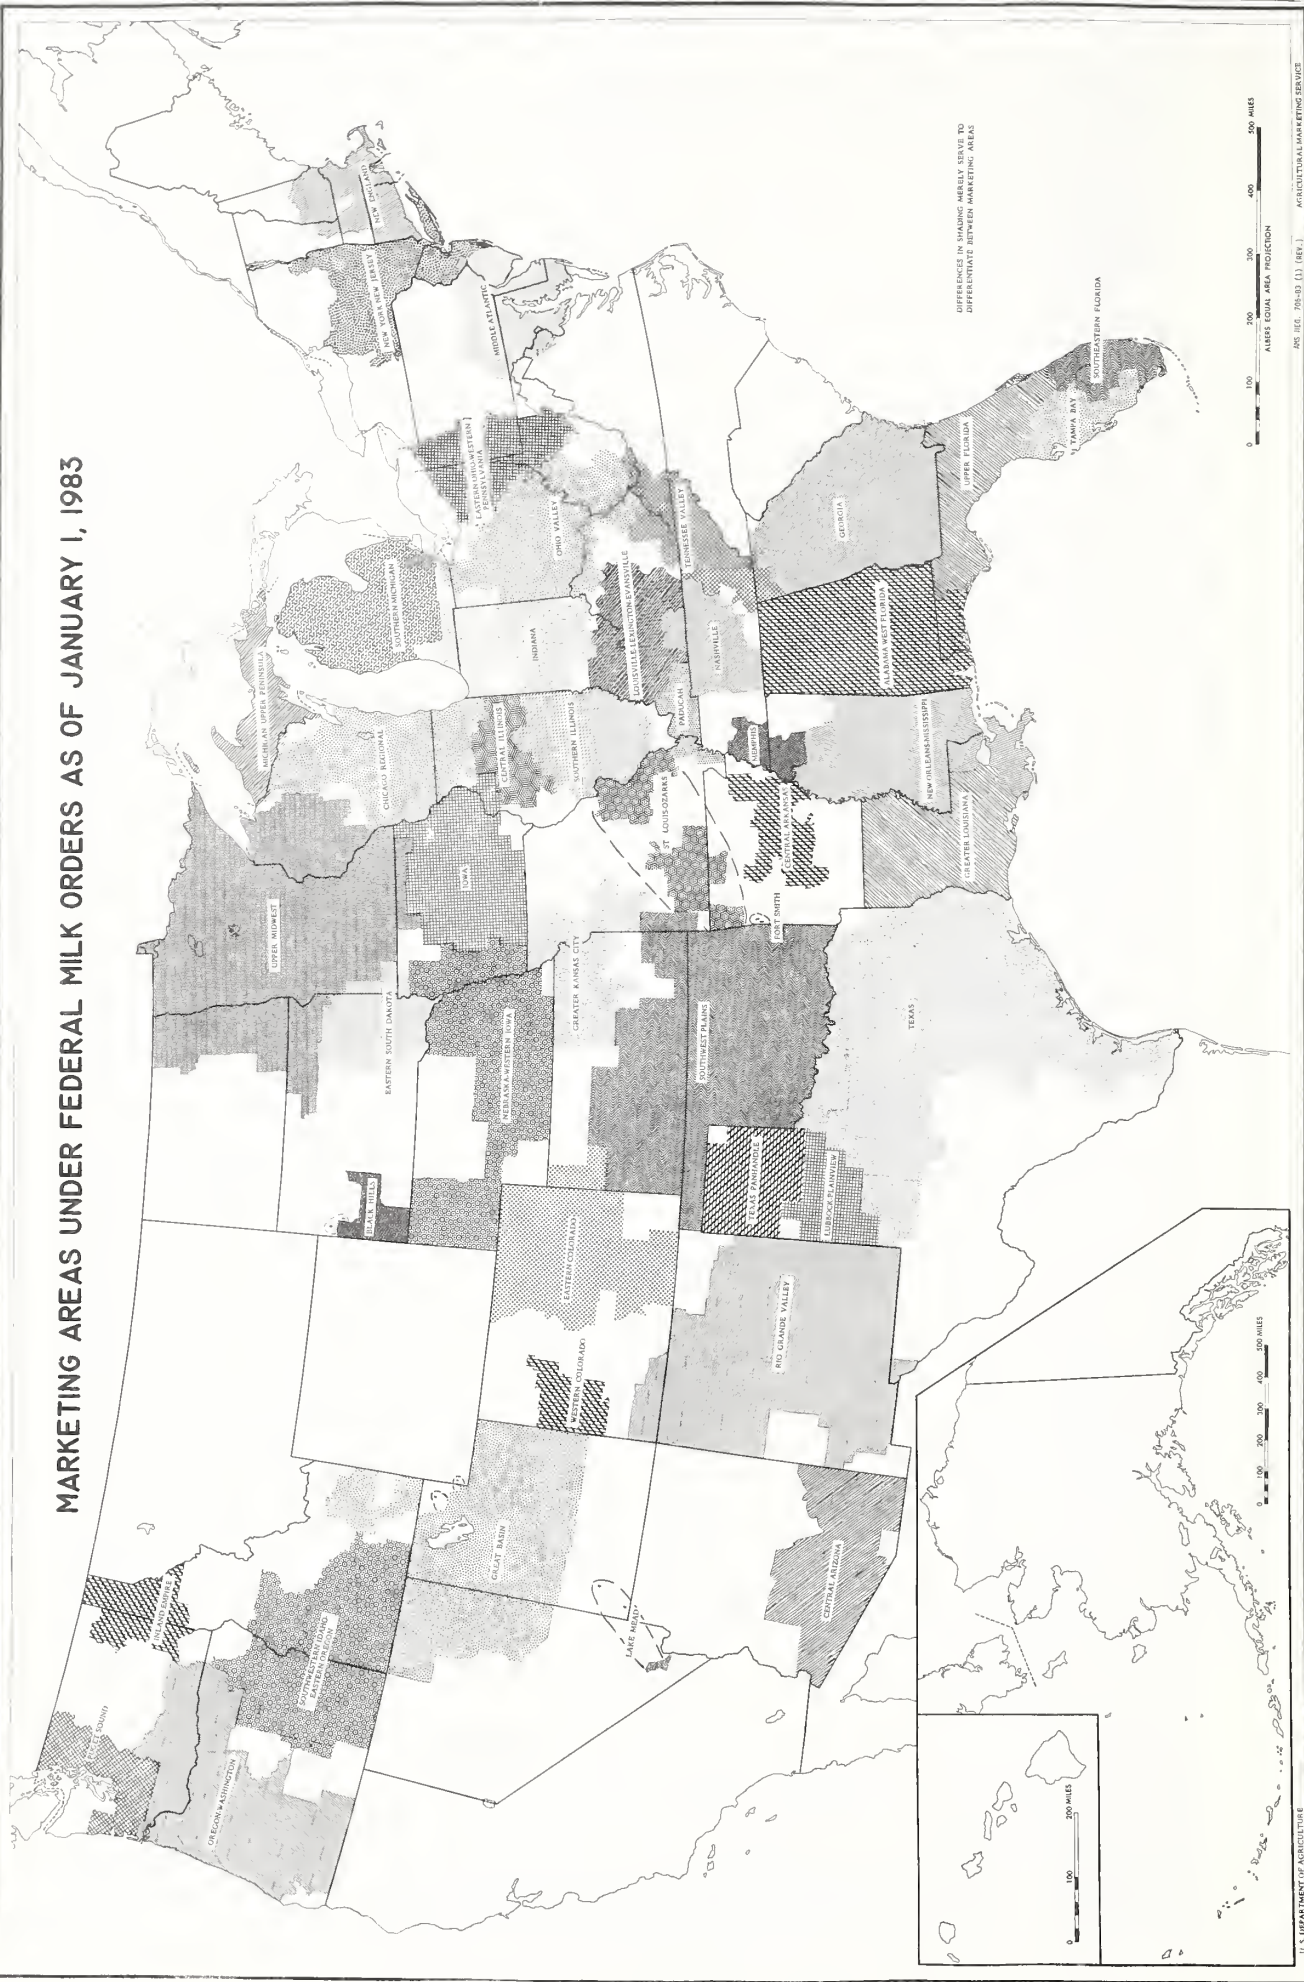 MARKETING AREAS UNDER FEDERAL MILK ORDERS AS OF JANUARY 1, 1983
PUGET SOUND
INLAND EMPIRE
OREGON-WASHINGTON
SOUTHWESTERN IDAHO-
EASTERN OREGON
GREAT BASIN
LAKE MEAD
CENTRAL ARIZONA
WESTERN COLORADO
EASTERN COLORADO
RIO GRANDE VALLEY
BLACK HILLS
EASTERN SOUTH DAKOTA
UPPER MIDWEST
NEBRASKA-WESTERN IOWA
IOWA
GREATER KANSAS CITY
SOUTHWEST PLAINS
TEXAS PANHANDLE
LUBBOCK-PLAINVIEW
TEXAS
MICHIGAN UPPER PENINSULA
CHICAGO REGIONAL
SOUTHERN MICHIGAN
CENTRAL ILLINOIS
SOUTHERN ILLINOIS
ST LOUIS-OZARKS
FORT SMITH
CENTRAL ARKANSAS
MEMPHIS
GREATER LOUISIANA
NEW ORLEANS-MISSISSIPPI
INDIANA
OHIO VALLEY
EASTERN OHIO-WESTERN
PENNSYLVANIA
LOUISVILLE-LEXINGTON-EVANSVILLE
PADUCAH
NASHVILLE
TENNESSEE VALLEY
ALABAMA-WEST FLORIDA
GEORGIA
UPPER FLORIDA
TAMPA BAY
SOUTHEASTERN FLORIDA
NEW ENGLAND
NEW YORK-NEW JERSEY
MIDDLE ATLANTIC
DIFFERENCES IN SHADING MERELY SERVE TO
DIFFERENTIATE BETWEEN MARKETING AREAS
0 100 200 300 400 500 MILES
ALBERS EQUAL AREA PROJECTION
0 100 200 MILES
0 100 200 300 400 500 MILES
U.S. DEPARTMENT OF AGRICULTURE
AMS NEG. 706-83 (1) (REV.)
AGRICULTURAL MARKETING SERVICE